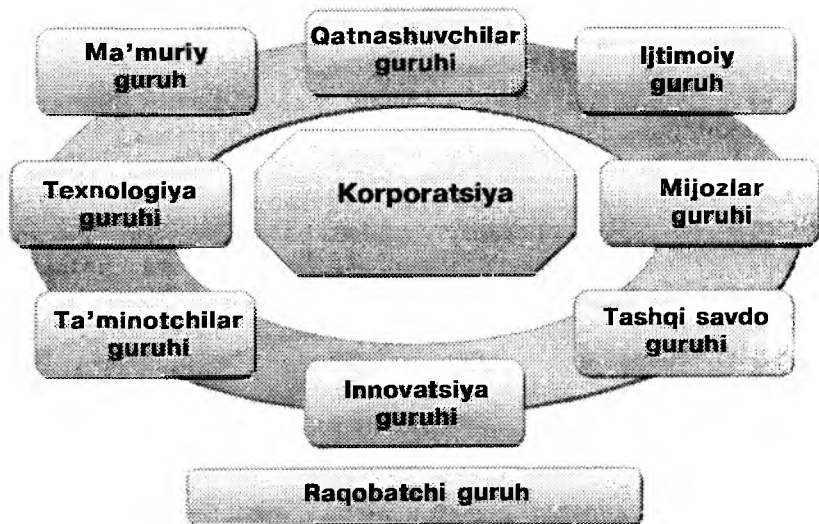 Ma’muriy
guruh
Qatnashuvchilar
guruhi
Ijtimoiy
guruh
Texnologiya
guruhi
Korporatsiya
Mijozlar
guruhi
Ta’minotchilar
guruhi
Tashqi savdo
guruhi
Innovatsiya
guruhi
Raqobatchi guruh